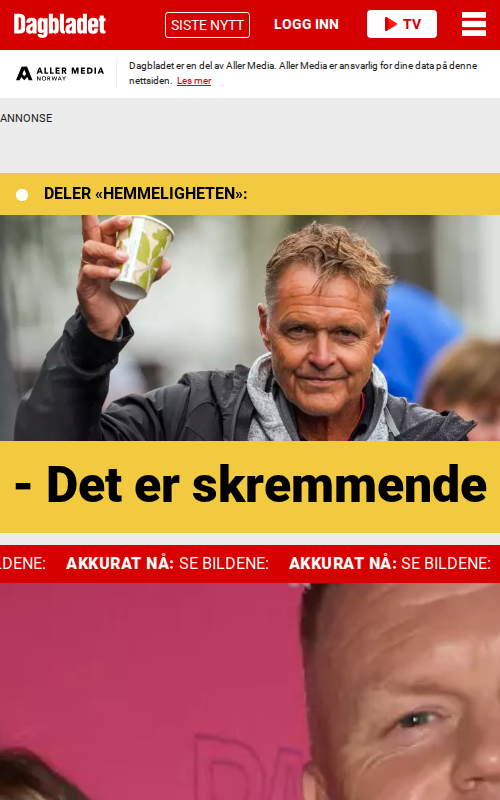 Dagbladet
SISTE NYTT
LOGG INN
TV
ALLER MEDIA
NORWAY
Dagbladet er en del av Aller Media. Aller Media er ansvarlig for dine data på denne
nettsiden. Les mer
ANNONSE
DELER «HEMMELIGHETEN»:
- Det er skremmende
LDENE: AKKURAT NÅ: SE BILDENE: AKKURAT NÅ: SE BILDENE: